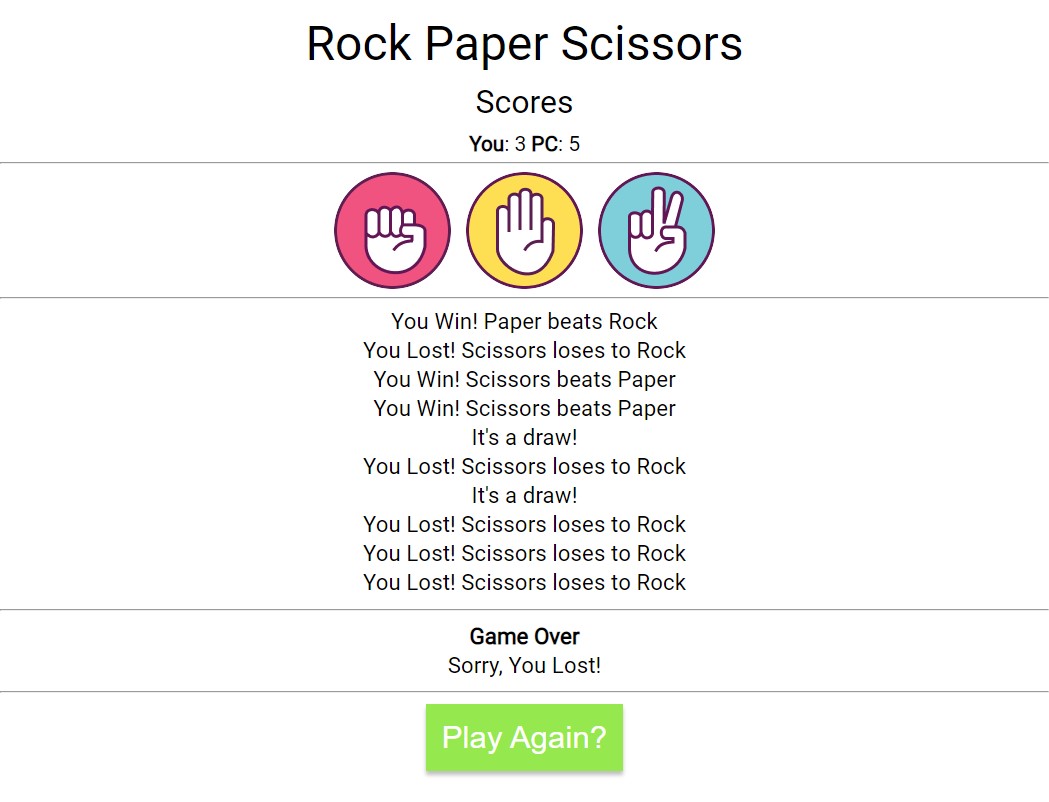 Rock Paper Scissors
Scores
You: 3 PC: 5
You Win! Paper beats Rock
You Lost! Scissors loses to Rock
You Win! Scissors beats Paper
You Win! Scissors beats Paper
It's a draw!
You Lost! Scissors loses to Rock
It's a draw!
You Lost! Scissors loses to Rock
You Lost! Scissors loses to Rock
You Lost! Scissors loses to Rock
Game Over
Sorry, You Lost!
Play Again?